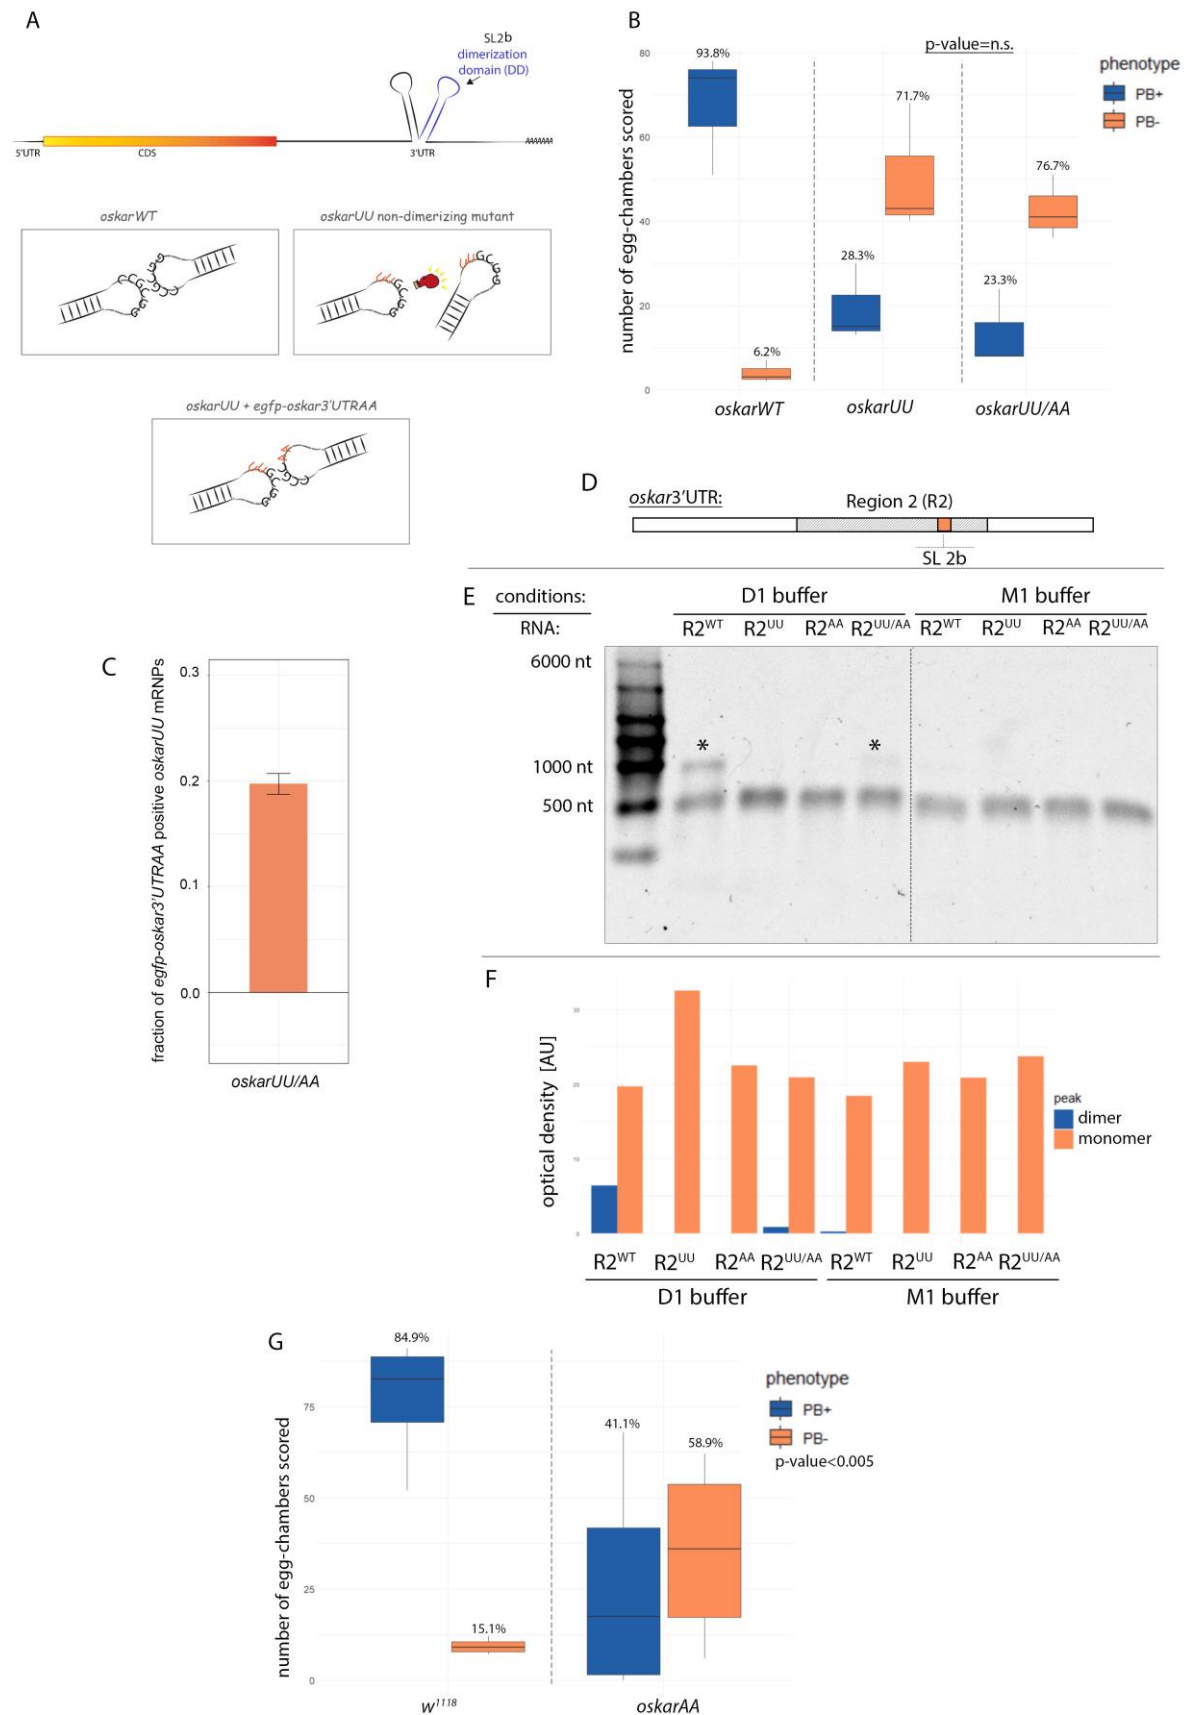 A
SL2b
dimerization
domain (DD)
5'UTR
CDS
3'UTR
AAAAAAA
oskarWT
oskarUU non-dimerizing mutant
oskarUU + egfp-oskar3'UTRAA
B
p-value=n.s.
number of egg-chambers scored
80
60
40
20
0
93.8%
6.2%
28.3%
71.7%
23.3%
76.7%
oskarWT
oskarUU
oskarUU/AA
phenotype
PB+
PB-
C
fraction of egfp-oskar3'UTRAA positive oskarUU mRNPs
0.3
0.2
0.1
0.0
oskarUU/AA
D
oskar3'UTR:
Region 2 (R2)
SL 2b
E
conditions:
D1 buffer
M1 buffer
RNA:
R2WT R2UU R2AA R2UU/AA R2WT R2UU R2AA R2UU/AA
6000 nt
1000 nt
500 nt
* *
F
optical density [AU]
30
20
10
0
peak
dimer
monomer
R2WT R2UU R2AA R2UU/AA R2WT R2UU R2AA R2UU/AA
D1 buffer
M1 buffer
G
number of egg-chambers scored
75
50
25
0
84.9%
15.1%
41.1%
58.9%
w1118
oskarAA
phenotype
PB+
PB-
p-value<0.005